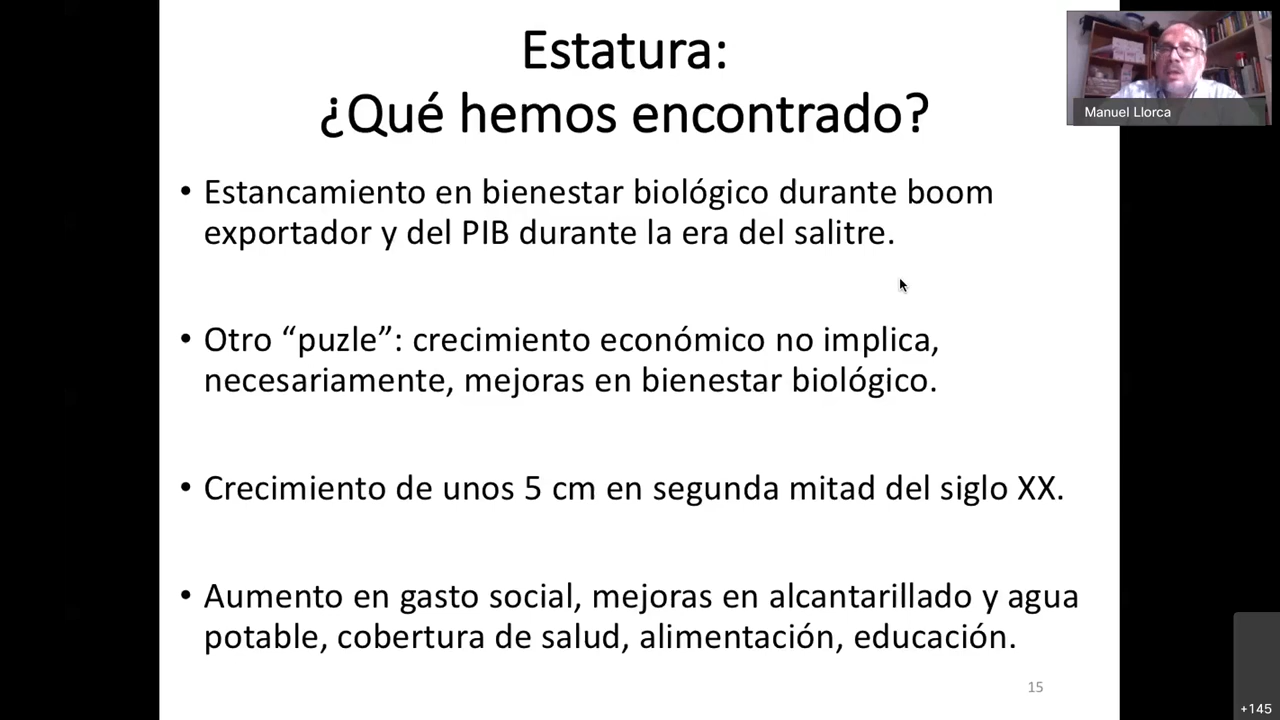 Estatura:
¿Qué hemos encontrado?
Manuel Llorca
• Estancamiento en bienestar biológico durante boom
exportador y del PIB durante la era del salitre.
• Otro “puzle”: crecimiento económico no implica,
necesariamente, mejoras en bienestar biológico.
• Crecimiento de unos 5 cm en segunda mitad del siglo XX.
• Aumento en gasto social, mejoras en alcantarillado y agua
potable, cobertura de salud, alimentación, educación.
15
+145